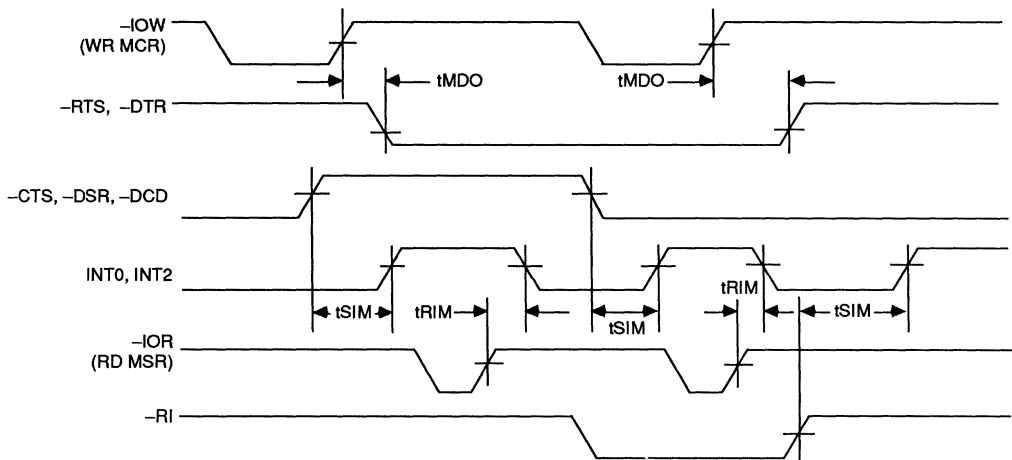 –IOW
(WR MCR)
tMDO
tMDO
–RTS, –DTR
–CTS, –DSR, –DCD
INT0, INT2
tRIM
tSIM
tRIM
tSIM
tSIM
–IOR
(RD MSR)
–RI